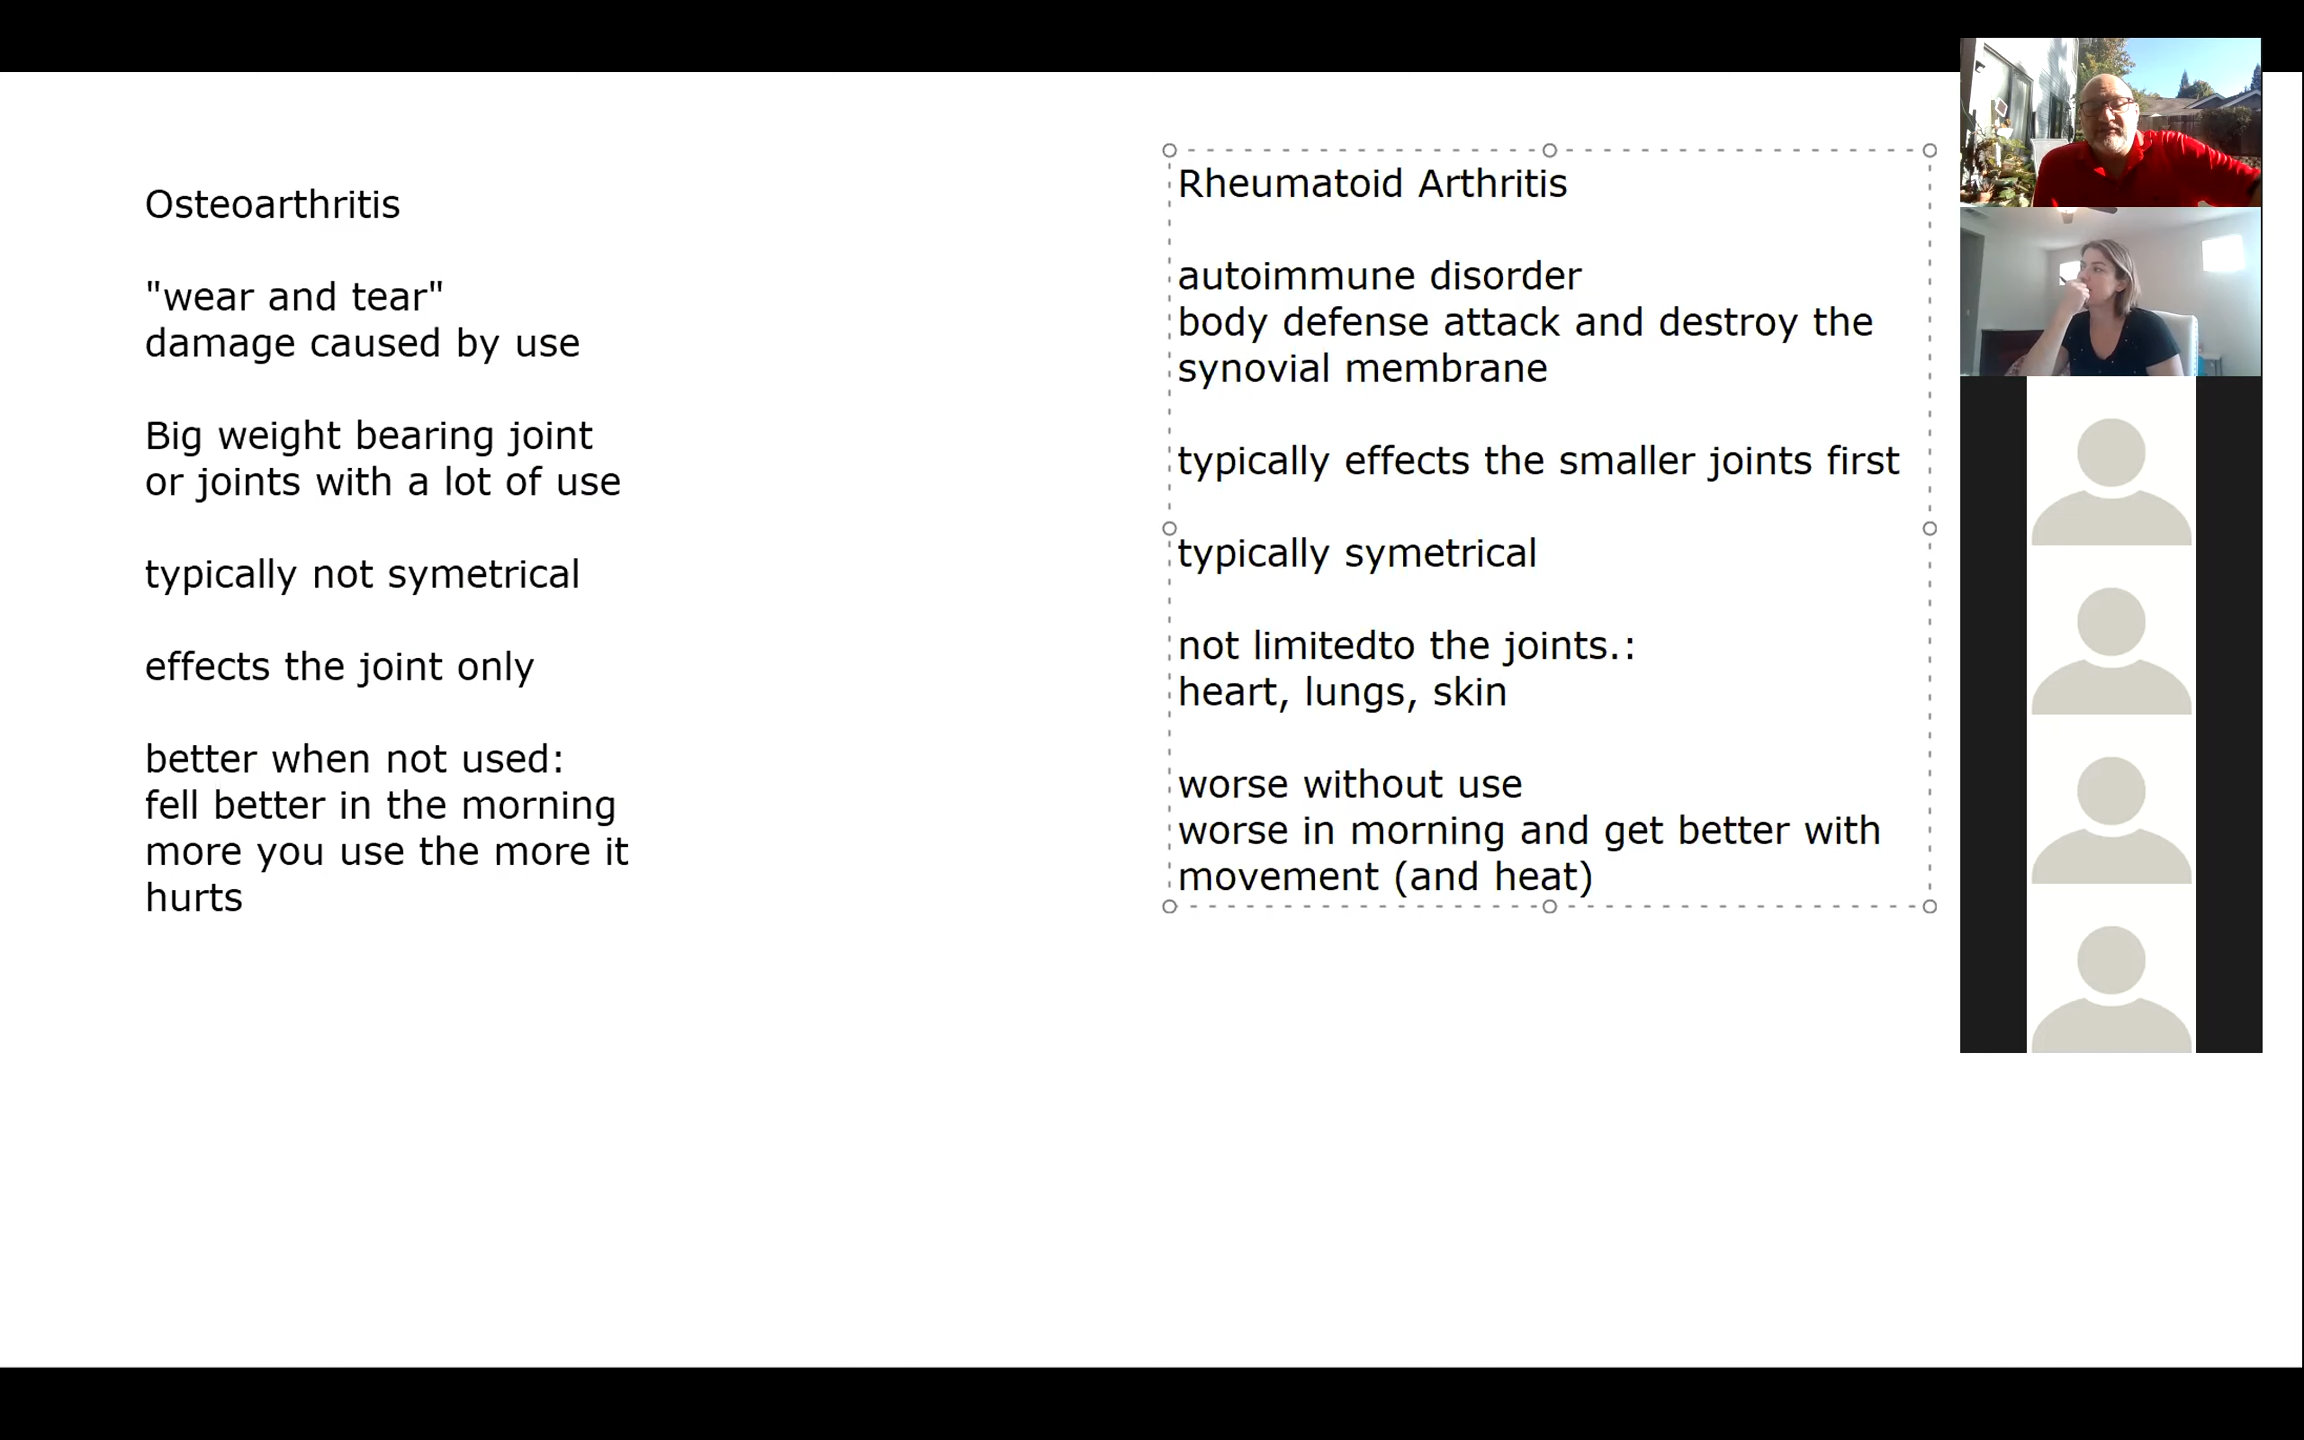 Osteoarthritis
"wear and tear"
damage caused by use
Big weight bearing joint
or joints with a lot of use
typically not symetrical
effects the joint only
better when not used:
fell better in the morning
more you use the more it
hurts
Rheumatoid Arthritis
autoimmune disorder
body defense attack and destroy the
synovial membrane
typically effects the smaller joints first
typically symetrical
not limitedto the joints.:
heart, lungs, skin
worse without use
worse in morning and get better with
movement (and heat)